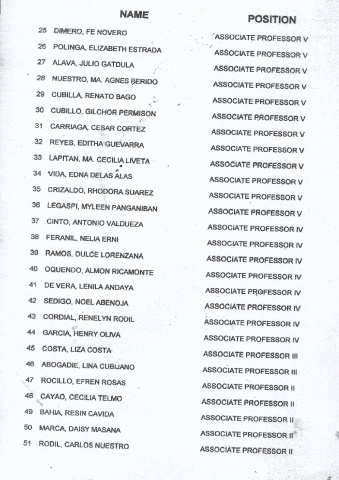 NAME POSITION
25 DIMERO, FE NOVERO ASSOCIATE PROFESSOR V
26 POLINGA, ELIZABETH ESTRADA ASSOCIATE PROFESSOR V
27 ALAVA, JULIO GATDULA ASSOCIATE PROFESSOR V
28 NUESTRO, MA. AGNES BERIDO ASSOCIATE PROFESSOR V
29 CUBILLA, RENATO BAGO ASSOCIATE PROFESSOR V
30 CUBILLO, GILCHOR PERMISON ASSOCIATE PROFESSOR V
31 CARRIAGA, CESAR CORTEZ ASSOCIATE PROFESSOR V
32 REYES, EDITHA GUEVARRA ASSOCIATE PROFESSOR V
33 LAPITAN, MA. CECILIA LIVETA ASSOCIATE PROFESSOR V
34 VIDA, EDNA DELAS ALAS ASSOCIATE PROFESSOR V
35 CRIZALDO, RHODORA SUAREZ ASSOCIATE PROFESSOR V
36 LEGASPI, MYLEEN PANGANIBAN ASSOCIATE PROFESSOR V
37 CINTO, ANTONIO VALDUEZA ASSOCIATE PROFESSOR IV
38 FERANIL, NELIA ERNI ASSOCIATE PROFESSOR IV
39 RAMOS, DULCE LORENZANA ASSOCIATE PROFESSOR IV
40 OQUENDO, ALMON RICAMONTE ASSOCIATE PROFESSOR IV
41 DE VERA, LENILA ANDAYA ASSOCIATE PROFESSOR IV
42 SEDIGO, NOEL ABENOJA ASSOCIATE PROFESSOR IV
43 CORDIAL, RENELYN RODIL ASSOCIATE PROFESSOR IV
44 GARCIA, HENRY OLIVA ASSOCIATE PROFESSOR IV
45 COSTA, LIZA COSTA ASSOCIATE PROFESSOR III
46 ABOGADIE, LINA CUBIJANO ASSOCIATE PROFESSOR III
47 ROCILLO, EFREN ROSAS ASSOCIATE PROFESSOR II
48 CAYAO, CECILIA TELMO ASSOCIATE PROFESSOR II
49 BAHIA, RESIN CAVIDA ASSOCIATE PROFESSOR II
50 MARCA, DAISY MASANA ASSOCIATE PROFESSOR II
51 RODIL, CARLOS NUESTRO ASSOCIATE PROFESSOR II